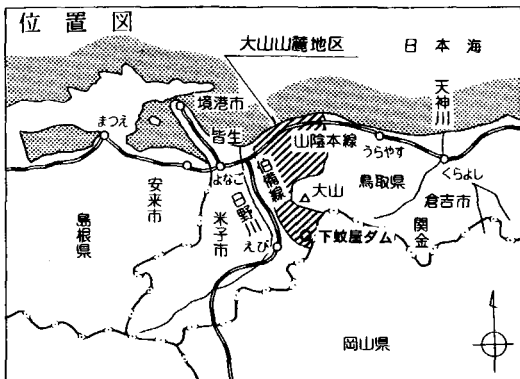 位置図
大山山麓地区
日本海
天神川
境港市
まつえ
皆生
山陰本線
うらやす
くらよし
よなご
伯備線
大山
鳥取県
倉吉市
安来市
日野川
米子市
島根県
えび
関金
下蚊屋ダム
岡山県